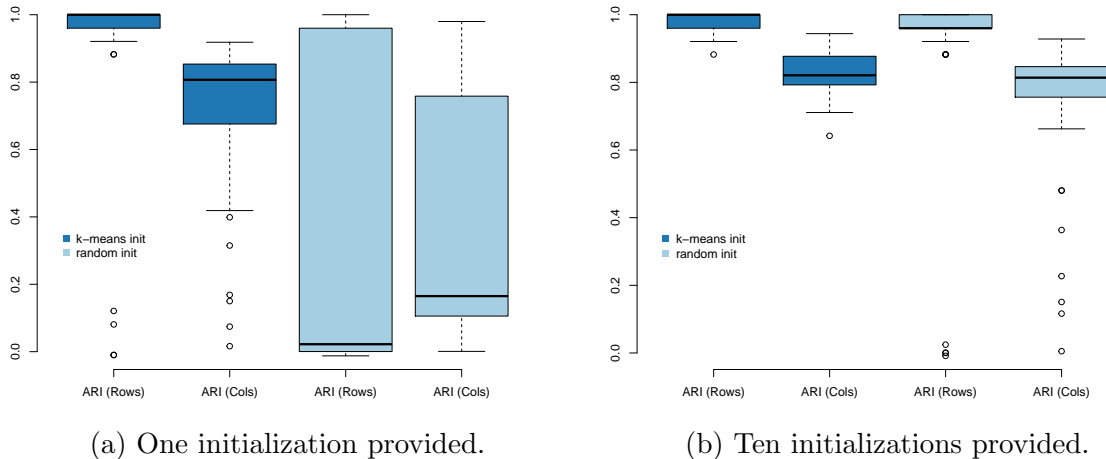 1.0
0.8
0.6
0.4
0.2
0.0
k−means init
random init
ARI (Rows) ARI (Cols) ARI (Rows) ARI (Cols)
(a) One initialization provided.
1.0
0.8
0.6
0.4
0.2
0.0
k−means init
random init
ARI (Rows) ARI (Cols) ARI (Rows) ARI (Cols)
(b) Ten initializations provided.